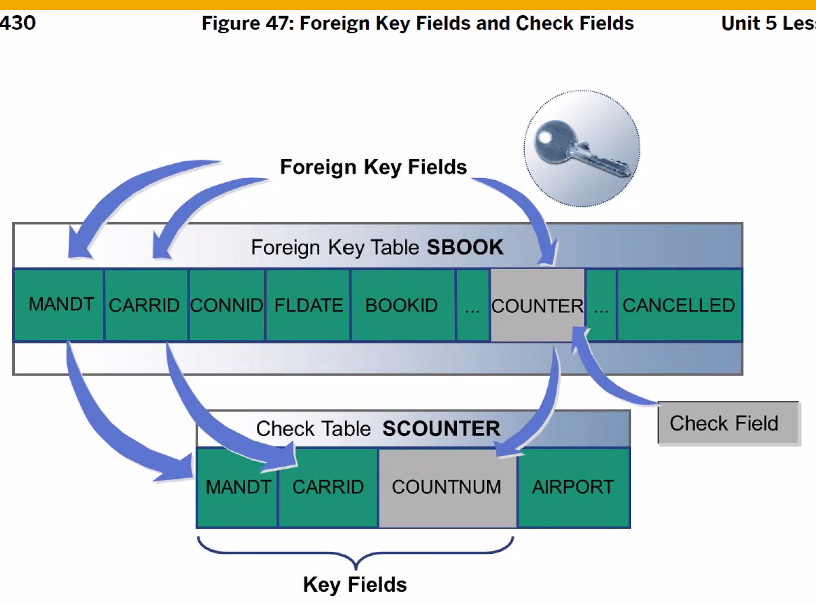 430 Figure 47: Foreign Key Fields and Check Fields Unit 5 Les
Foreign Key Fields
Foreign Key Table SBOOK
MANDT CARRID CONNID FLDATE BOOKID ... COUNTER ... CANCELLED
Check Field
Check Table SCOUNTER
MANDT CARRID COUNTNUM AIRPORT
Key Fields